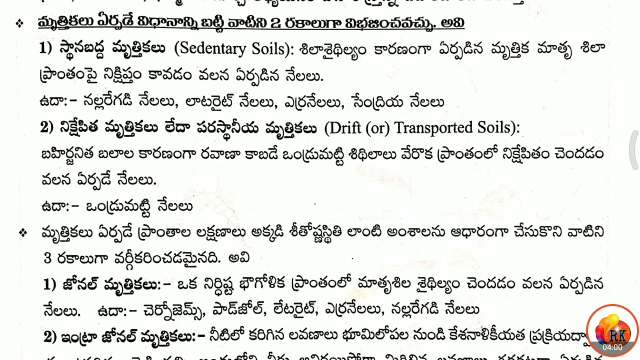 ❖ మృత్తికలు ఏర్పడే విధానాన్ని బట్టి వాటిని 2 రకాలుగా విభజించవచ్చు. అవి
1) స్థానబద్ద మృత్తికలు (Sedentary Soils): శిలాశైథిల్యం కారణంగా ఏర్పడిన మృత్తిక మాతృ శిలా
ప్రాంతంపై నిక్షిప్తం కావడం వలన ఏర్పడిన నేలలు.
ఉదా:- నల్లరేగడి నేలలు, లాటరైట్ నేలలు, ఎర్రనేలలు, సేంద్రియ నేలలు
2) నిక్షేపిత మృత్తికలు లేదా పరస్థానీయ మృత్తికలు (Drift (or) Transported Soils):
బహిర్జనిత బలాల కారణంగా రవాణా కాబడే ఒండ్రుమట్టి శిథిలాలు వేరొక ప్రాంతంలో నిక్షేపితం చెందడం
వలన ఏర్పడే నేలలు.
ఉదా:- ఒండ్రుమట్టి నేలలు
❖ మృత్తికలు ఏర్పడే ప్రాంతాల లక్షణాలు అక్కడి శీతోష్ణస్థితి లాంటి అంశాలను ఆధారంగా చేసుకొని వాటిని
3 రకాలుగా వర్గీకరించడమైనది. అవి
1) జోనల్ మృత్తికలు:- ఒక నిర్ధిష్ట భౌగోళిక ప్రాంతంలో మాతృశిల శైథిల్యం చెందడం వలన ఏర్పడిన
నేలలు. ఉదా:- చెర్నోజెమ్స్, పాడ్‌జోల్, లేటరైట్, ఎర్రనేలలు, నల్లరేగడి నేలలు
2) ఇంట్రా జోనల్ మృత్తికలు:- నీటిలో కరిగిన లవణాలు భూమిలోపల నుండి కేశనాళికీయత
RK
04:00